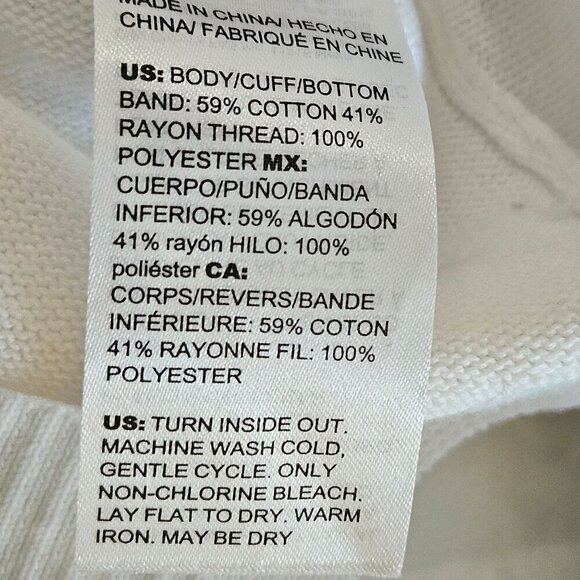 MADE IN CHINA/ HECHO EN
CHINA/ FABRIQUÉ EN CHINE
US: BODY/CUFF/BOTTOM
BAND: 59% COTTON 41%
RAYON THREAD: 100%
POLYESTER MX:
CUERPO/PUÑO/BANDA
INFERIOR: 59% ALGODÓN
41% rayón HILO: 100%
poliéster CA:
CORPS/REVERS/BANDE
INFÉRIEURE: 59% COTON
41% RAYONNE FIL: 100%
POLYESTER
US: TURN INSIDE OUT.
MACHINE WASH COLD,
GENTLE CYCLE. ONLY
NON-CHLORINE BLEACH.
LAY FLAT TO DRY. WARM
IRON. MAY BE DRY